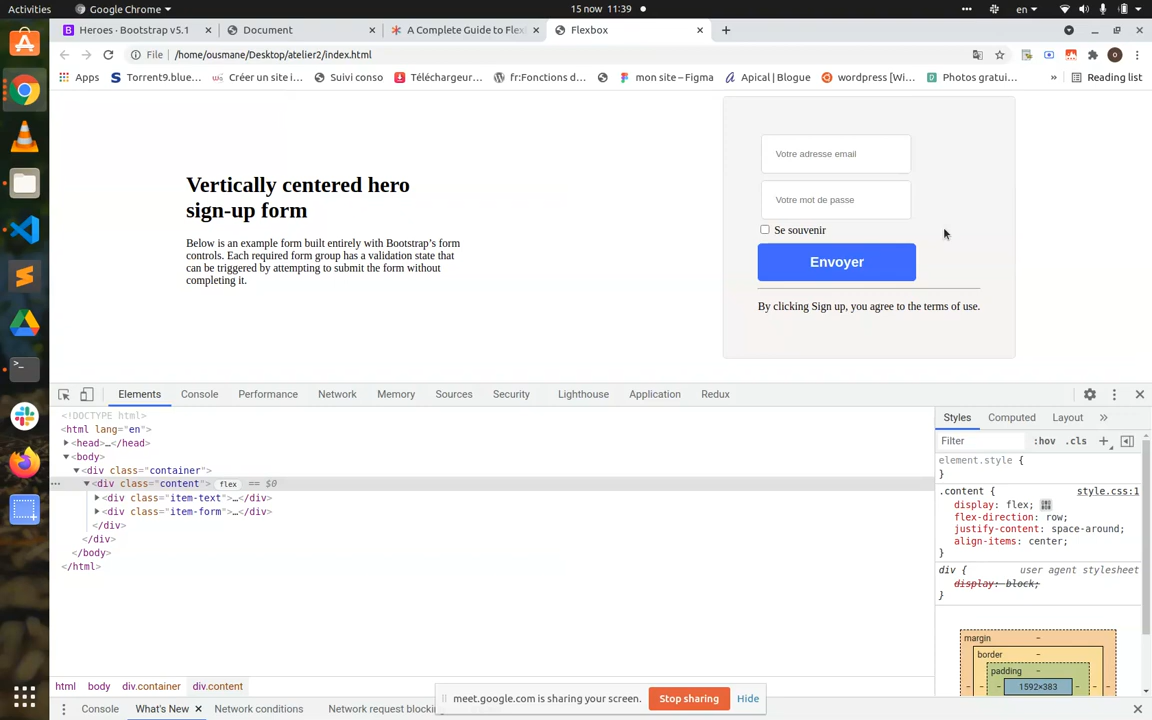 Activities
Google Chrome
15 nov 11:39
en
Heroes · Bootstrap v5.1
Document
A Complete Guide to Flex
Flexbox
File
/home/ousmane/Desktop/atelier2/index.html
Apps
Torrent9.blue...
Créer un site i...
Suivi conso
Téléchargeur...
fr:Fonctions d...
mon site – Figma
Apical | Blogue
wordpress [Wi...
Photos gratui...
»
Reading list
Vertically centered hero
sign-up form
Below is an example form built entirely with Bootstrap's form
controls. Each required form group has a validation state that
can be triggered by attempting to submit the form without
completing it.
Votre adresse email
Votre mot de passe
Se souvenir
Envoyer
By clicking Sign up, you agree to the terms of use.
Elements
Console
Performance
Network
Memory
Sources
Security
Lighthouse
Application
Redux
<!DOCTYPE html>
<html lang="en">
<head>…</head>
<body>
<div class="container">
<div class="content"> flex == $0
<div class="item-text">…</div>
<div class="item-form">…</div>
</div>
</div>
</body>
</html>
Styles
Computed
Layout
»
Filter
:hov .cls +
element.style {
}
.content { style.css:1
display: flex;
flex-direction: row;
justify-content: space-around;
align-items: center;
}
div { user agent stylesheet
display: block;
}
margin –
border –
padding –
1592×383
html
body
div.container
div.content
meet.google.com is sharing your screen.
Stop sharing
Hide
Console
What's New
Network conditions
Network request blockin